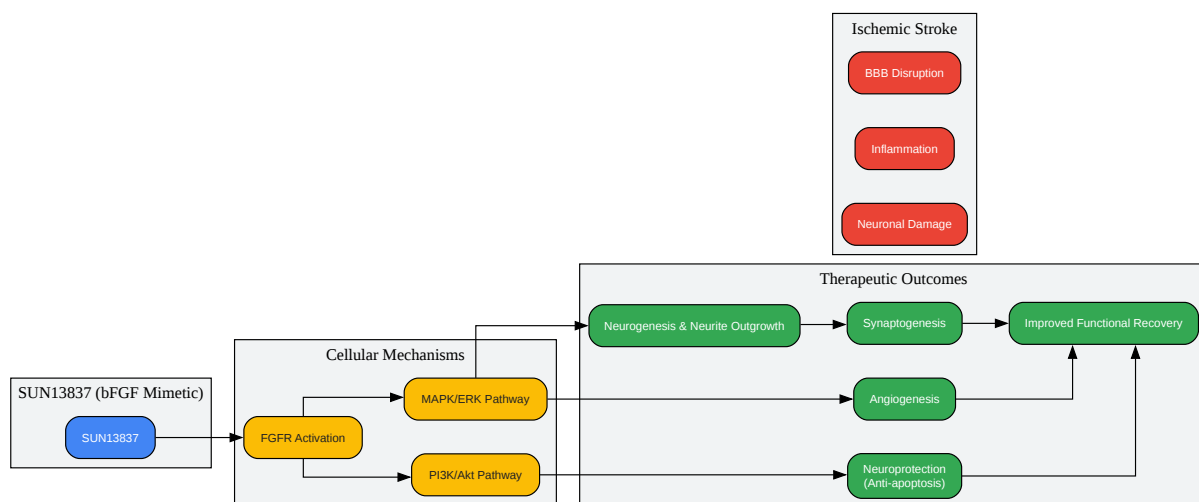 Ischemic Stroke
BBB Disruption
Inflammation
Neuronal Damage
Therapeutic Outcomes
Neurogenesis & Neurite Outgrowth
Synaptogenesis
Improved Functional Recovery
Cellular Mechanisms
SUN13837 (bFGF Mimetic)
MAPK/ERK Pathway
Angiogenesis
SUN13837
FGFR Activation
PI3K/Akt Pathway
Neuroprotection
(Anti-apoptosis)